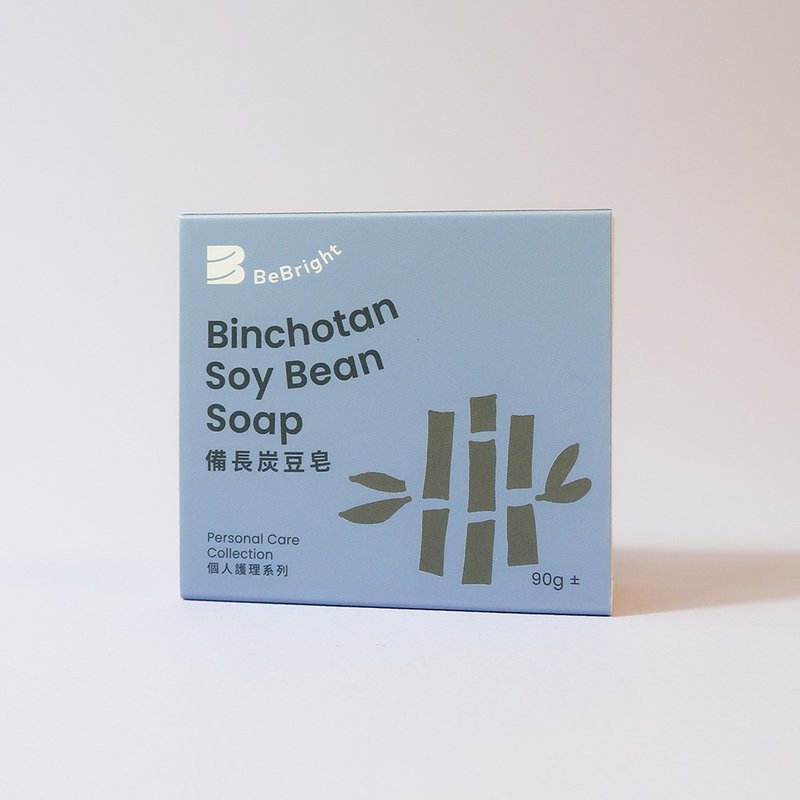 BeBright
Binchotan
Soy Bean
Soap
備長炭豆皂
Personal Care
Collection
個人護理系列
90g ±